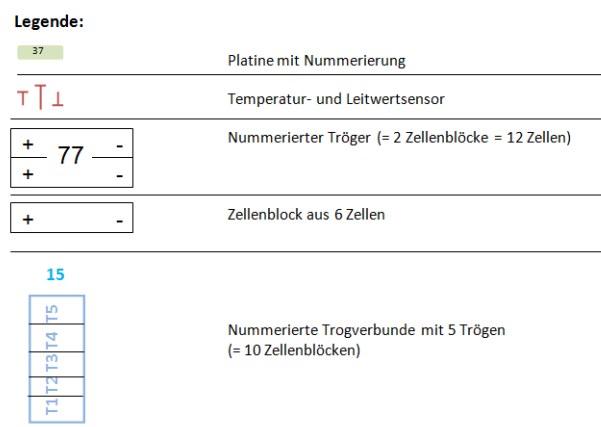 Legende:
37
Platine mit Nummerierung
Temperatur- und Leitwertsensor
+ 77 -
+ -
Nummerierter Tröger (= 2 Zellenblöcke = 12 Zellen)
+ -
Zellenblock aus 6 Zellen
15
T5
T4
T3
T2
T1
Nummerierte Trogverbunde mit 5 Trögen
(= 10 Zellenblöcken)